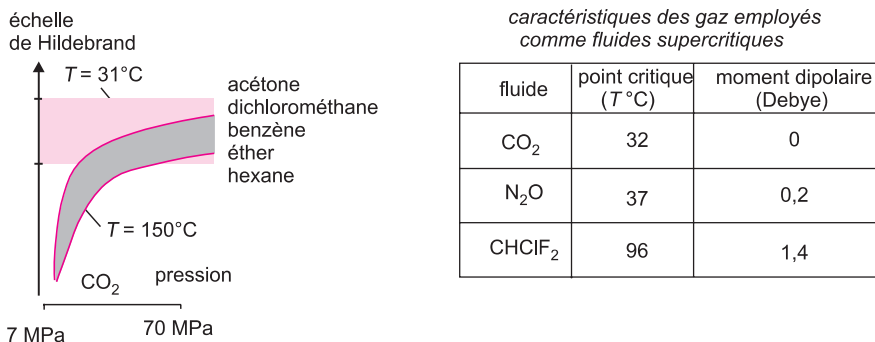 échelle
de Hildebrand
T = 31°C
acétone
dichlorométhane
benzène
éther
hexane
T = 150°C
CO2
pression
7 MPa
70 MPa
caractéristiques des gaz employés
comme fluides supercritiques
fluide
point critique
(T °C)
moment dipolaire
(Debye)
CO2
32
0
N2O
37
0,2
CHClF2
96
1,4